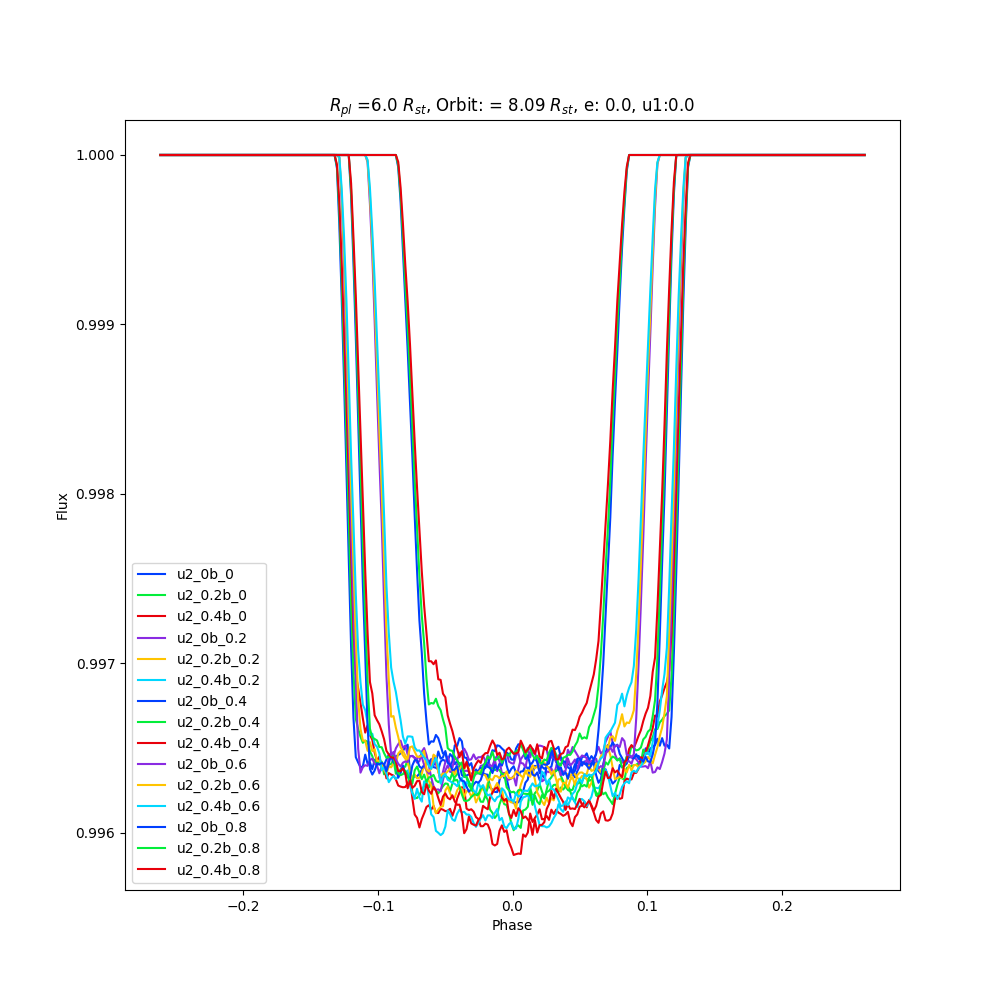 R_pl =6.0 R_st, Orbit: = 8.09 R_st, e: 0.0, u1:0.0
1.000
0.999
0.998
0.997
0.996
Flux
u2_0b_0
u2_0.2b_0
u2_0.4b_0
u2_0b_0.2
u2_0.2b_0.2
u2_0.4b_0.2
u2_0b_0.4
u2_0.2b_0.4
u2_0.4b_0.4
u2_0b_0.6
u2_0.2b_0.6
u2_0.4b_0.6
u2_0b_0.8
u2_0.2b_0.8
u2_0.4b_0.8
−0.2 −0.1 0.0 0.1 0.2
Phase